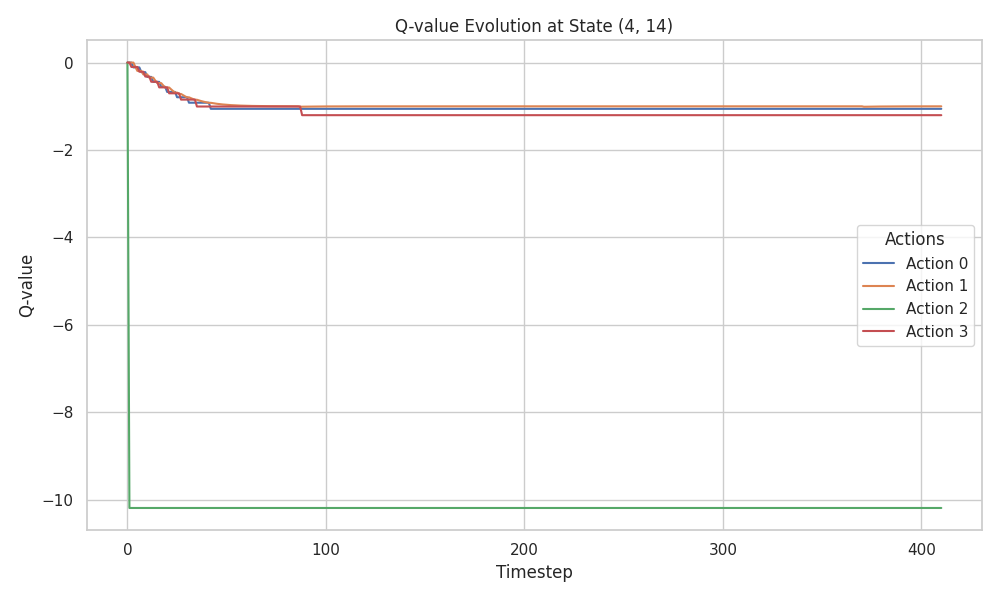 Q-value Evolution at State (4, 14)
Q-value
0
−2
−4
−6
−8
−10
0
100
200
300
400
Timestep
Actions
Action 0
Action 1
Action 2
Action 3